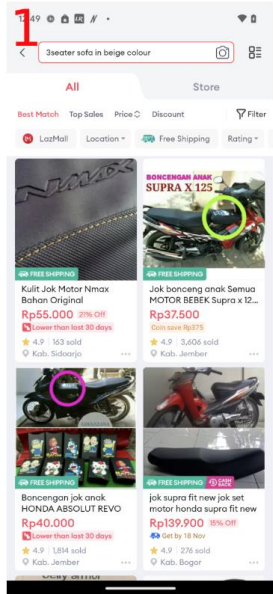 1
12:49
3seater sofa in beige colour
All
Store
Best Match Top Sales Price Discount Filter
LazMall Location Free Shipping Rating
NMAX
BONCENGAN ANAK
SUPRA X 125
FREE SHIPPING
FREE SHIPPING
Kulit Jok Motor Nmax
Bahan Original
Rp55.000 21% Off
Lower than last 30 days
4.9 163 sold
Kab. Sidoarjo
Jok bonceng anak Semua
MOTOR BEBEK Supra x 12...
Rp37.500
Coin save Rp375
4.9 3,606 sold
Kab. Jember
FREE SHIPPING
FREE SHIPPING CASH BACK
Boncengan jok anak
HONDA ABSOLUT REVO
Rp40.000
Lower than last 30 days
4.9 1,814 sold
Kab. Jember
jok supra fit new jok set
motor honda supra fit new
Rp139.900 15% Off
Get by 18 Nov
4.9 276 sold
Kab. Bogor